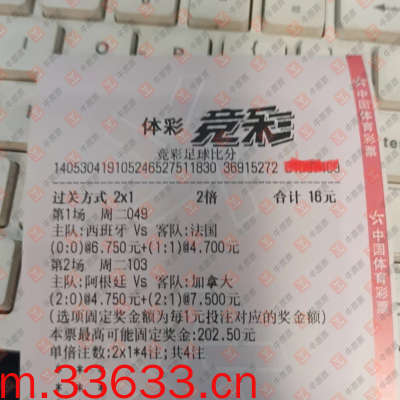 体彩 竞彩
竞彩足球比分
140530419105246527511830 36915272
过关方式 2x1 2倍 合计 16元
第1场 周二049
主队:西班牙 Vs 客队:法国
(0:0)@6.750元+(1:1)@4.700元
第2场 周二103
主队:阿根廷 Vs 客队:加拿大
(2:0)@4.750元+(2:1)@7.500元
(选项固定奖金额为每1元投注对应的奖金额)
本票最高可能固定奖金:202.50元
单倍注数:2x1*4注;共4注
m.33633.cn
中国体育彩票
中国体育彩票